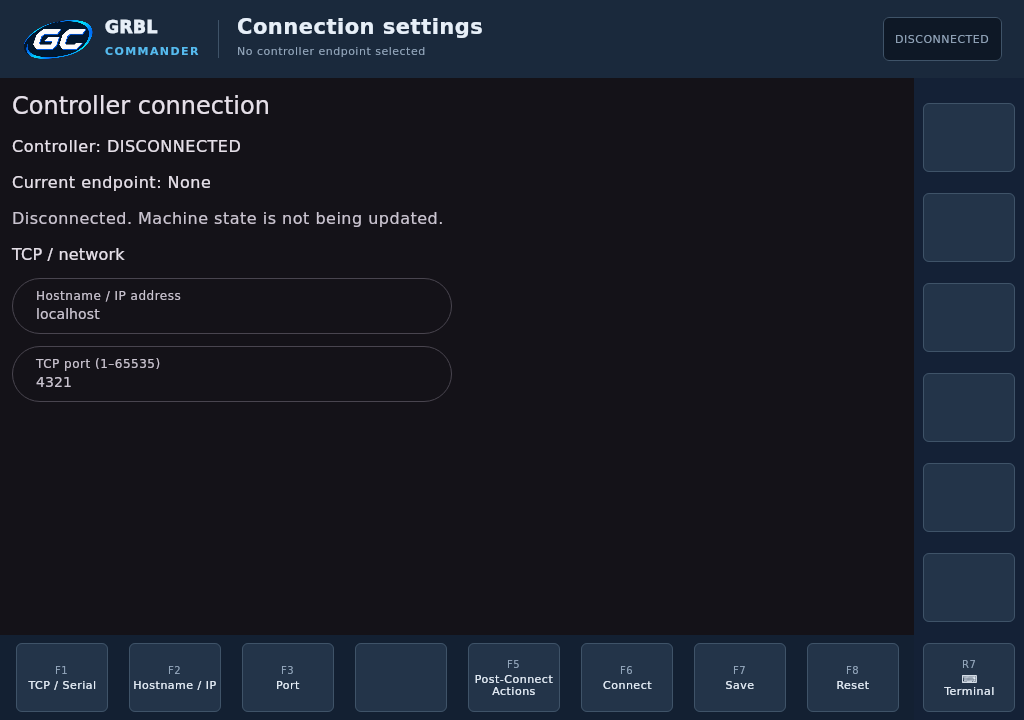 GC
GRBL
COMMANDER
Connection settings
No controller endpoint selected
DISCONNECTED
Controller connection
Controller: DISCONNECTED
Current endpoint: None
Disconnected. Machine state is not being updated.
TCP / network
Hostname / IP address
localhost
TCP port (1–65535)
4321
F1
TCP / Serial
F2
Hostname / IP
F3
Port
F5
Post-Connect
Actions
F6
Connect
F7
Save
F8
Reset
R7
⌨
Terminal